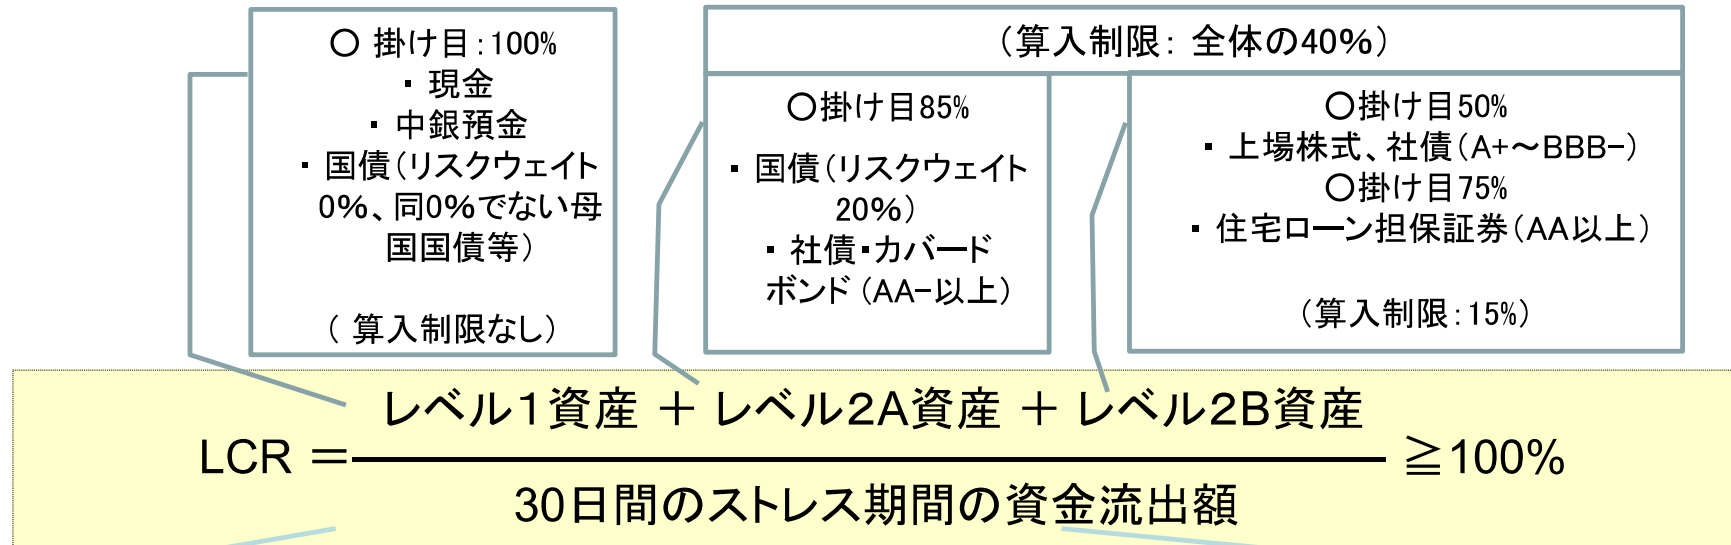 ○ 掛け目:100%
・ 現金
・ 中銀預金
・ 国債(リスクウェイト
0%、同0%でない母
国国債等)
( 算入制限なし)
(算入制限: 全体の40%)
○掛け目85%
・ 国債(リスクウェイト
20%)
・ 社債・カバード
ボンド (AA-以上)
○掛け目50%
・ 上場株式、社債(A+~BBB-)
○掛け目75%
・ 住宅ローン担保証券(AA以上)
(算入制限:15%)
レベル1資産 + レベル2A資産 + レベル2B資産
LCR = ≧100%
30日間のストレス期間の資金流出額